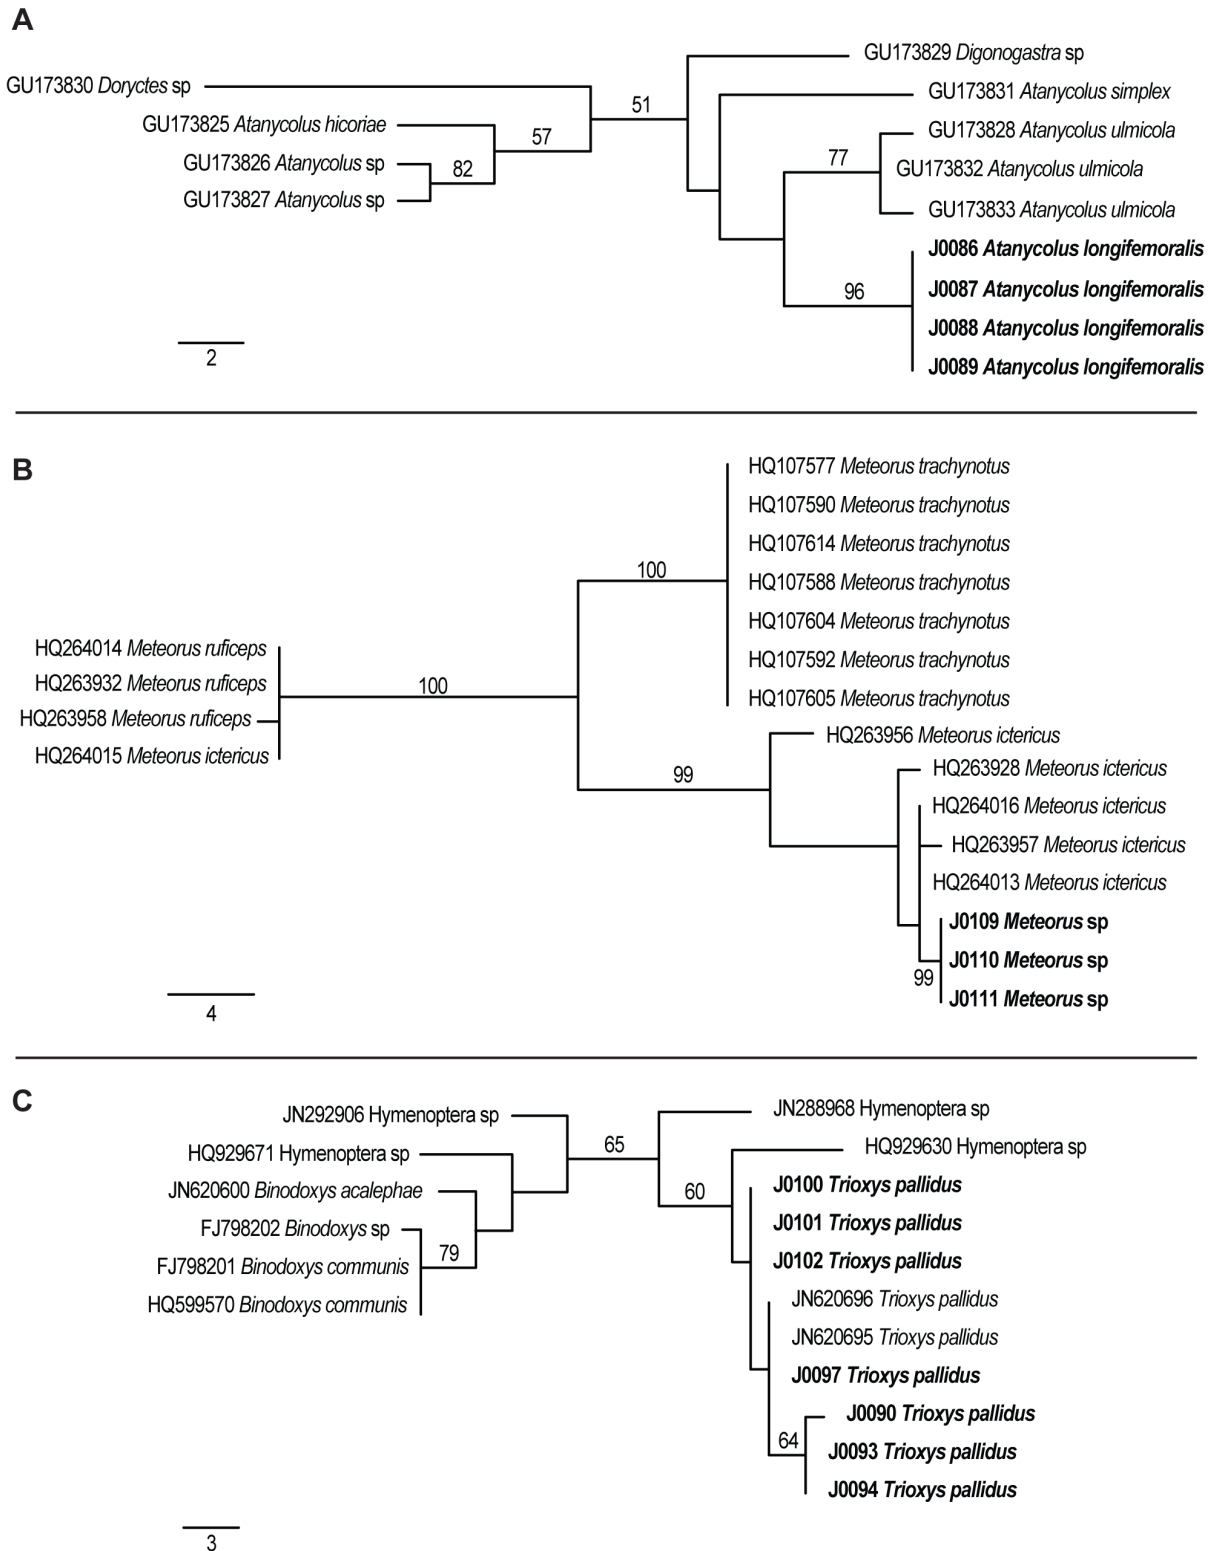 A
GU173829 Digonogastra sp
GU173830 Doryctes sp
GU173831 Atanycolus simplex
51
GU173825 Atanycolus hicoriae
GU173828 Atanycolus ulmicola
57
77
GU173826 Atanycolus sp
82
GU173832 Atanycolus ulmicola
GU173827 Atanycolus sp
GU173833 Atanycolus ulmicola
J0086 Atanycolus longifemoralis
96
J0087 Atanycolus longifemoralis
J0088 Atanycolus longifemoralis
2
J0089 Atanycolus longifemoralis
B
HQ107577 Meteorus trachynotus
HQ107590 Meteorus trachynotus
HQ107614 Meteorus trachynotus
100
HQ107588 Meteorus trachynotus
HQ107604 Meteorus trachynotus
HQ264014 Meteorus ruficeps
HQ107592 Meteorus trachynotus
HQ263932 Meteorus ruficeps
100
HQ107605 Meteorus trachynotus
HQ263958 Meteorus ruficeps
HQ263956 Meteorus ictericus
HQ264015 Meteorus ictericus
99
HQ263928 Meteorus ictericus
HQ264016 Meteorus ictericus
HQ263957 Meteorus ictericus
HQ264013 Meteorus ictericus
J0109 Meteorus sp
J0110 Meteorus sp
99
J0111 Meteorus sp
4
C
JN292906 Hymenoptera sp
JN288968 Hymenoptera sp
65
HQ929671 Hymenoptera sp
HQ929630 Hymenoptera sp
JN620600 Binodoxys acalephae
60
J0100 Trioxys pallidus
FJ798202 Binodoxys sp
J0101 Trioxys pallidus
79
FJ798201 Binodoxys communis
J0102 Trioxys pallidus
HQ599570 Binodoxys communis
JN620696 Trioxys pallidus
JN620695 Trioxys pallidus
J0097 Trioxys pallidus
J0090 Trioxys pallidus
64
J0093 Trioxys pallidus
J0094 Trioxys pallidus
3